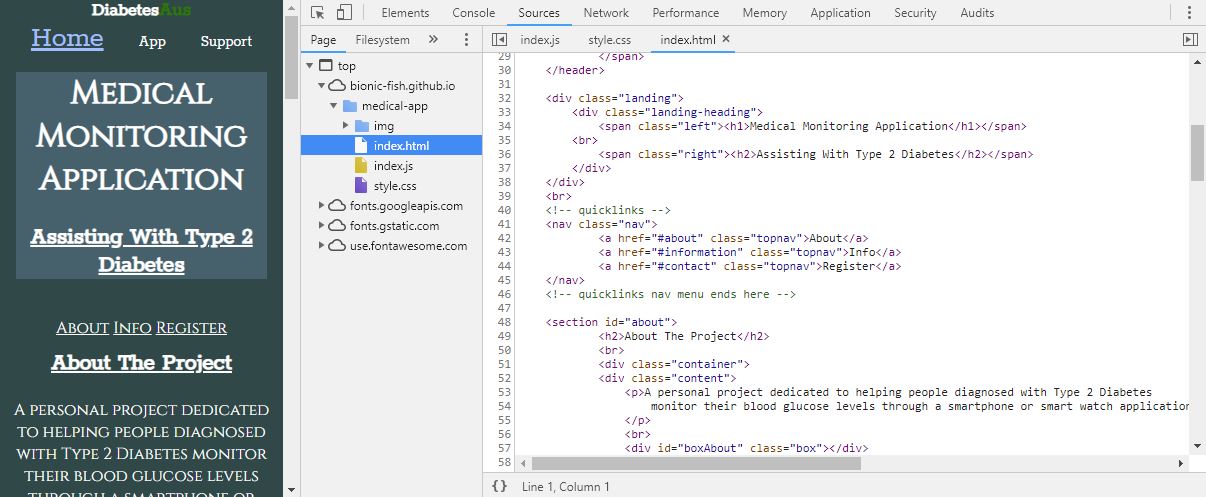 DiabetesAus
Home App Support
Medical
Monitoring
Application
Assisting With Type 2
Diabetes
About Info Register
About The Project
A personal project dedicated
to helping people diagnosed
with Type 2 Diabetes monitor
their blood glucose levels
through a smartphone or
Elements Console Sources Network Performance Memory Application Security Audits
Page Filesystem »
top
bionic-fish.github.io
medical-app
img
index.html
index.js
style.css
fonts.googleapis.com
fonts.gstatic.com
use.fontawesome.com
index.js style.css index.html ×
29 </span>
30 </header>
31
32 <div class="landing">
33 <div class="landing-heading">
34 <span class="left"><h1>Medical Monitoring Application</h1></span>
35 <br>
36 <span class="right"><h2>Assisting With Type 2 Diabetes</h2></span>
37 </div>
38 </div>
39 <br>
40 <!-- quicklinks -->
41 <nav class="nav">
42 <a href="#about" class="topnav">About</a>
43 <a href="#information" class="topnav">Info</a>
44 <a href="#contact" class="topnav">Register</a>
45 </nav>
46 <!-- quicklinks nav menu ends here -->
47
48 <section id="about">
49 <h2>About The Project</h2>
50 <br>
51 <div class="container">
52 <div class="content">
53 <p>A personal project dedicated to helping people diagnosed with Type 2 Diabetes
54 monitor their blood glucose levels through a smartphone or smart watch application
55 </p>
56 <br>
57 <div id="boxAbout" class="box"></div>
58
{} Line 1, Column 1